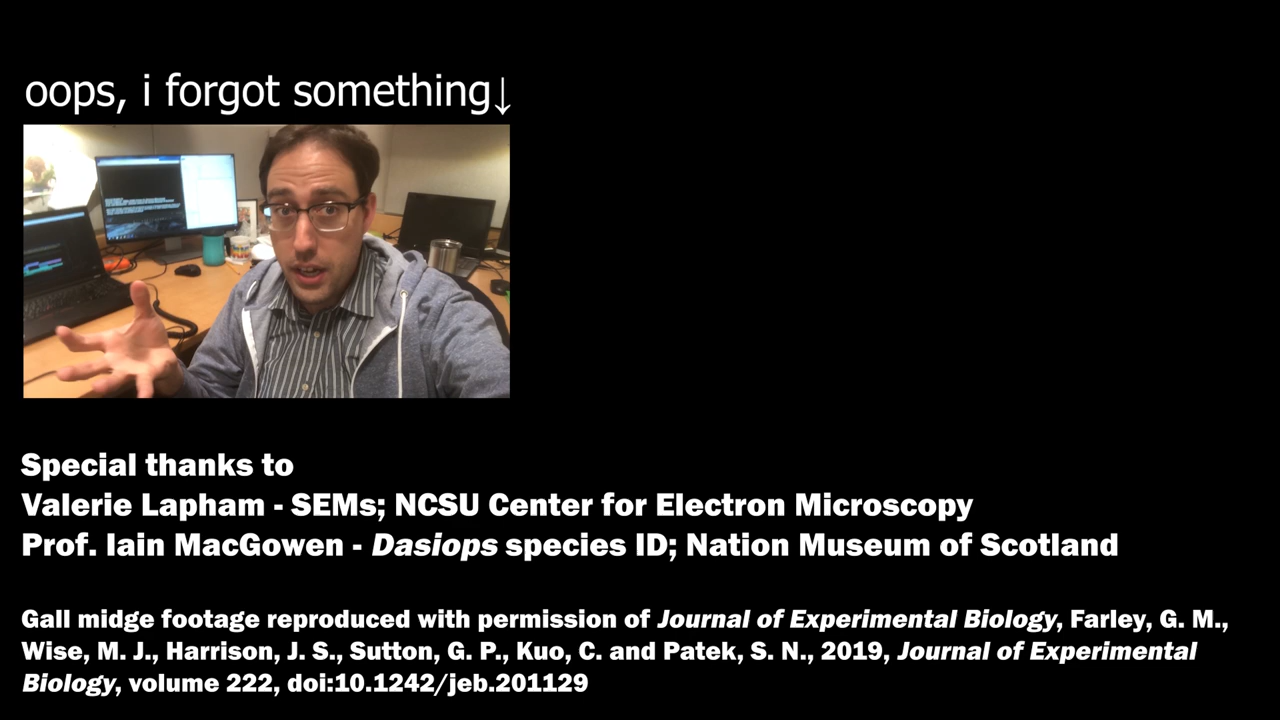 oops, i forgot something↓
Special thanks to
Valerie Lapham - SEMs; NCSU Center for Electron Microscopy
Prof. Iain MacGowen - Dasiops species ID; Nation Museum of Scotland
Gall midge footage reproduced with permission of Journal of Experimental Biology, Farley, G. M.,
Wise, M. J., Harrison, J. S., Sutton, G. P., Kuo, C. and Patek, S. N., 2019, Journal of Experimental
Biology, volume 222, doi:10.1242/jeb.201129